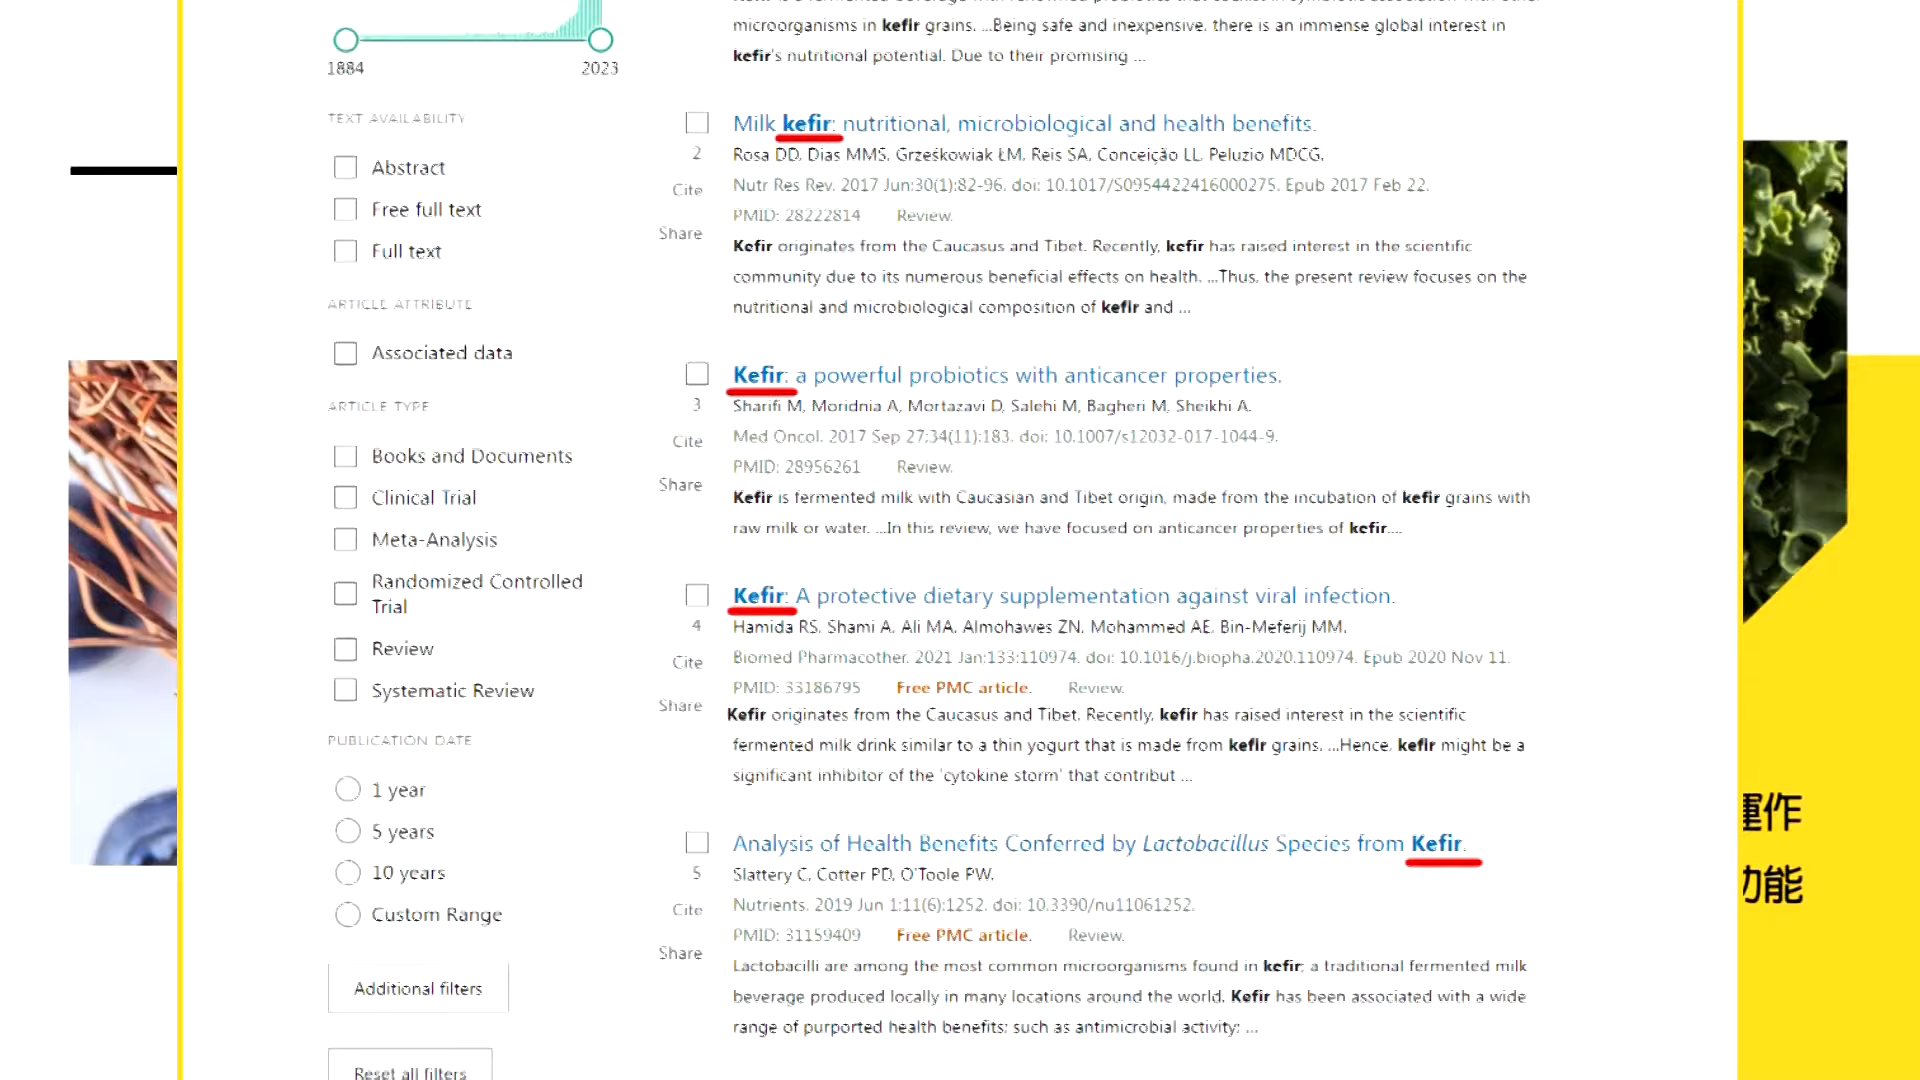 microorganisms in kefir grains. ...Being safe and inexpensive, there is an immense global interest in
kefir's nutritional potential. Due to their promising ...
1884
2023
TEXT AVAILABILITY
Abstract
Free full text
Full text
ARTICLE ATTRIBUTE
Associated data
ARTICLE TYPE
Books and Documents
Clinical Trial
Meta-Analysis
Randomized Controlled
Trial
Review
Systematic Review
PUBLICATION DATE
1 year
5 years
10 years
Custom Range
Additional filters
Reset all filters
Milk kefir: nutritional, microbiological and health benefits.
2
Rosa DD, Dias MMS, Grześkowiak ŁM, Reis SA, Conceição LL, Peluzio MDCG.
Cite
Nutr Res Rev. 2017 Jun;30(1):82-96. doi: 10.1017/S0954422416000275. Epub 2017 Feb 22.
PMID: 28222814 Review.
Share
Kefir originates from the Caucasus and Tibet. Recently, kefir has raised interest in the scientific
community due to its numerous beneficial effects on health. ...Thus, the present review focuses on the
nutritional and microbiological composition of kefir and ...
Kefir: a powerful probiotics with anticancer properties.
3
Sharifi M, Moridnia A, Mortazavi D, Salehi M, Bagheri M, Sheikhi A.
Cite
Med Oncol. 2017 Sep 27;34(11):183. doi: 10.1007/s12032-017-1044-9.
PMID: 28956261 Review.
Share
Kefir is fermented milk with Caucasian and Tibet origin, made from the incubation of kefir grains with
raw milk or water. ...In this review, we have focused on anticancer properties of kefir....
Kefir: A protective dietary supplementation against viral infection.
4
Hamida RS, Shami A, Ali MA, Almohawes ZN, Mohammed AE, Bin-Meferij MM.
Cite
Biomed Pharmacother. 2021 Jan;133:110974. doi: 10.1016/j.biopha.2020.110974. Epub 2020 Nov 11.
PMID: 33186795 Free PMC article. Review.
Share
Kefir originates from the Caucasus and Tibet. Recently, kefir has raised interest in the scientific
fermented milk drink similar to a thin yogurt that is made from kefir grains. ...Hence, kefir might be a
significant inhibitor of the 'cytokine storm' that contribut ...
Analysis of Health Benefits Conferred by Lactobacillus Species from Kefir.
5
Slattery C, Cotter PD, O'Toole PW.
Cite
Nutrients. 2019 Jun 1;11(6):1252. doi: 10.3390/nu11061252.
PMID: 31159409 Free PMC article. Review.
Share
Lactobacilli are among the most common microorganisms found in kefir; a traditional fermented milk
beverage produced locally in many locations around the world. Kefir has been associated with a wide
range of purported health benefits; such as antimicrobial activity; ...
運作
功能